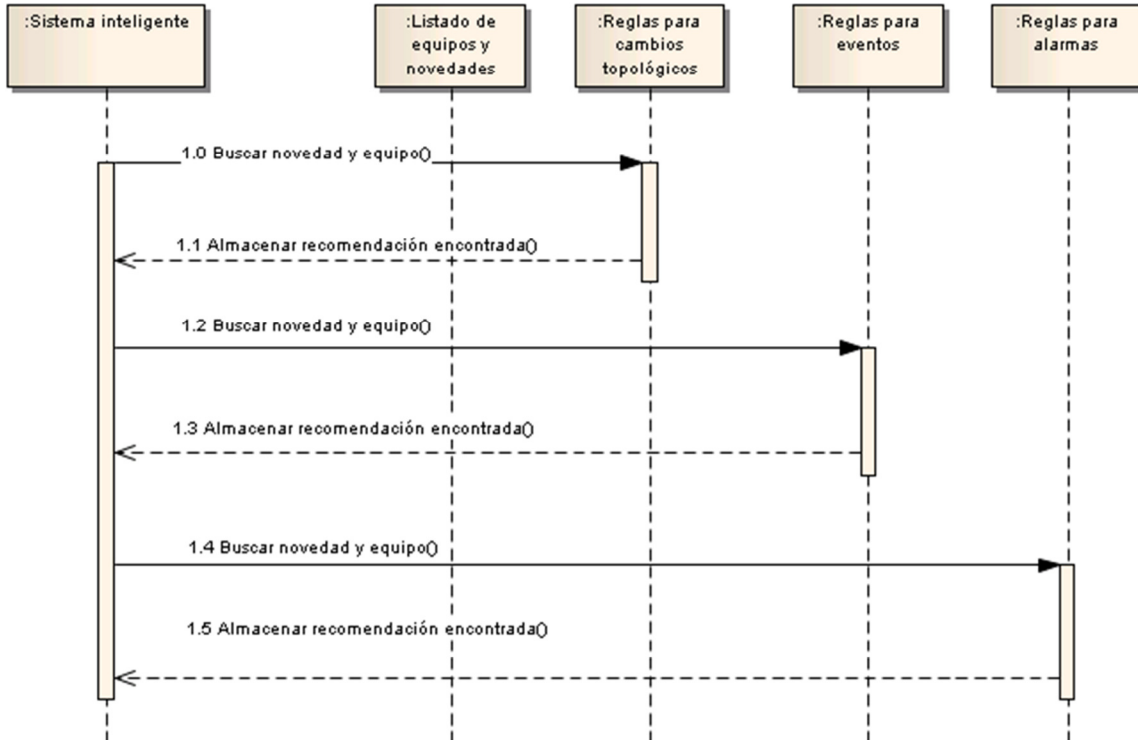 :Sistema inteligente
:Listado de
equipos y
novedades
:Reglas para
cambios
topológicos
:Reglas para
eventos
:Reglas para
alarmas
1.0 Buscar novedad y equipo()
1.1 Almacenar recomendación encontrada()
1.2 Buscar novedad y equipo()
1.3 Almacenar recomendación encontrada()
1.4 Buscar novedad y equipo()
1.5 Almacenar recomendación encontrada()